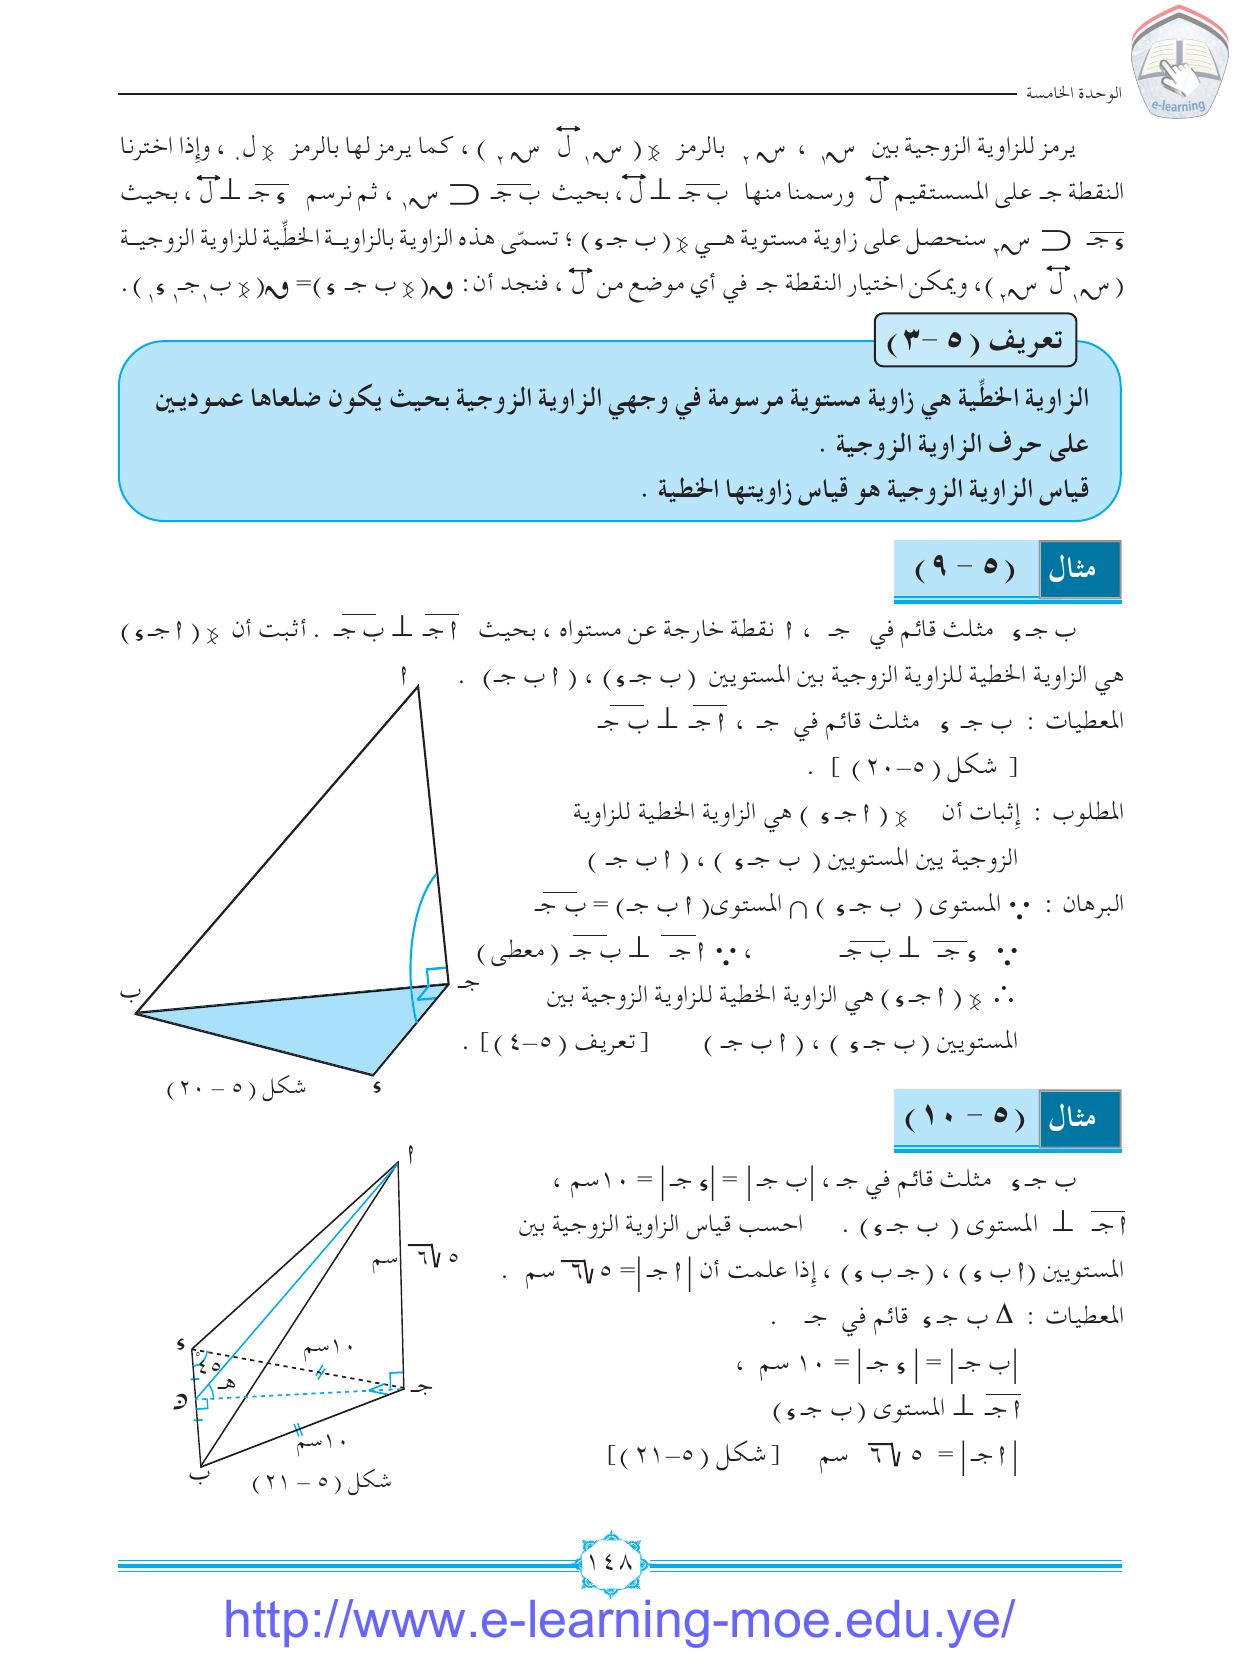 e-learning
الوحدة الخامسة
يرمز للزاوية الزوجية بين س١ ، س٢ بالرمز ∢( س١ ل س٢ ) ، كما يرمز لها بالرمز ∢ل ، وإذا اخترنا
النقطة جـ على المسستقيم ل ورسمنا منها ب جـ ⊥ ل ، بحيث ب جـ ⊂ س١ ، ثم نرسم ء جـ ⊥ ل ، بحيث
ء جـ ⊂ س٢ سنحصل على زاوية مستوية هـي ∢( ب جـ ء ) ؛ تسمّى هذه الزاوية بالزاويـة الخطِّية للزاوية الزوجيـة
( س١ ل س٢ )، ويمكن اختيار النقطة جـ في أي موضع من ل ، فنجد أن : ق(∢ ب جـ ء ) = ق(∢ ب١ جـ١ ء١ ) .
تعريف ( ٥ -٣ )
الزاوية الخطِّية هي زاوية مستوية مرسومة في وجهي الزاوية الزوجية بحيث يكون ضلعاها عموديين
على حرف الزاوية الزوجية .
قياس الزاوية الزوجية هو قياس زاويتها الخطية .
مثال ( ٥ - ٩ )
ب جـ ء مثلث قائم في جـ ، ا نقطة خارجة عن مستواه ، بحيث ا جـ ⊥ ب جـ . أثبت أن ∢( ا جـ ء )
هي الزاوية الخطية للزاوية الزوجية بين المستويين ( ب جـ ء ) ، ( ا ب جـ ) .
المعطيات : ب جـ ء مثلث قائم في جـ ، ا جـ ⊥ ب جـ
[ شكل ( ٥-٢٠ ) ] .
المطلوب : إثبات أن ∢( ا جـ ء ) هي الزاوية الخطية للزاوية
الزوجية يين المستويين ( ب جـ ء ) ، ( ا ب جـ )
البرهان : ∵ المستوى ( ب جـ ء ) ∩ المستوى( ا ب جـ ) = ب جـ
∵ ء جـ ⊥ ب جـ ، ∵ ا جـ ⊥ ب جـ ( معطى )
∴ ∢( ا جـ ء ) هي الزاوية الخطية للزاوية الزوجية بين
المستويين ( ب جـ ء ) ، ( ا ب جـ ) [ تعريف ( ٥-٤ ) ] .
ا
ب
جـ
ء
شكل ( ٥ - ٢٠ )
مثال ( ٥ - ١٠ )
ب جـ ء مثلث قائم في جـ ، |ب جـ| = |ء جـ| = ١٠سم ،
ا جـ ⊥ المستوى ( ب جـ ء ) . احسب قياس الزاوية الزوجية بين
المستويين ( ا ب ء ) ، ( جـ ب ء ) ، إذا علمت أن |ا جـ| = ٥ √٦ سم .
المعطيات : Δ ب جـ ء قائم في جـ .
|ب جـ| = |ء جـ| = ١٠ سم ،
ا جـ ⊥ المستوى ( ب جـ ء )
|ا جـ| = ٥ √٦ سم [ شكل ( ٥-٢١ ) ]
ا
٥ √٦ سم
ء
١٠سم
٤٥°
هـ
جـ
ن
١٠سم
ب
شكل ( ٥ - ٢١ )
١٤٨
http://www.e-learning-moe.edu.ye/